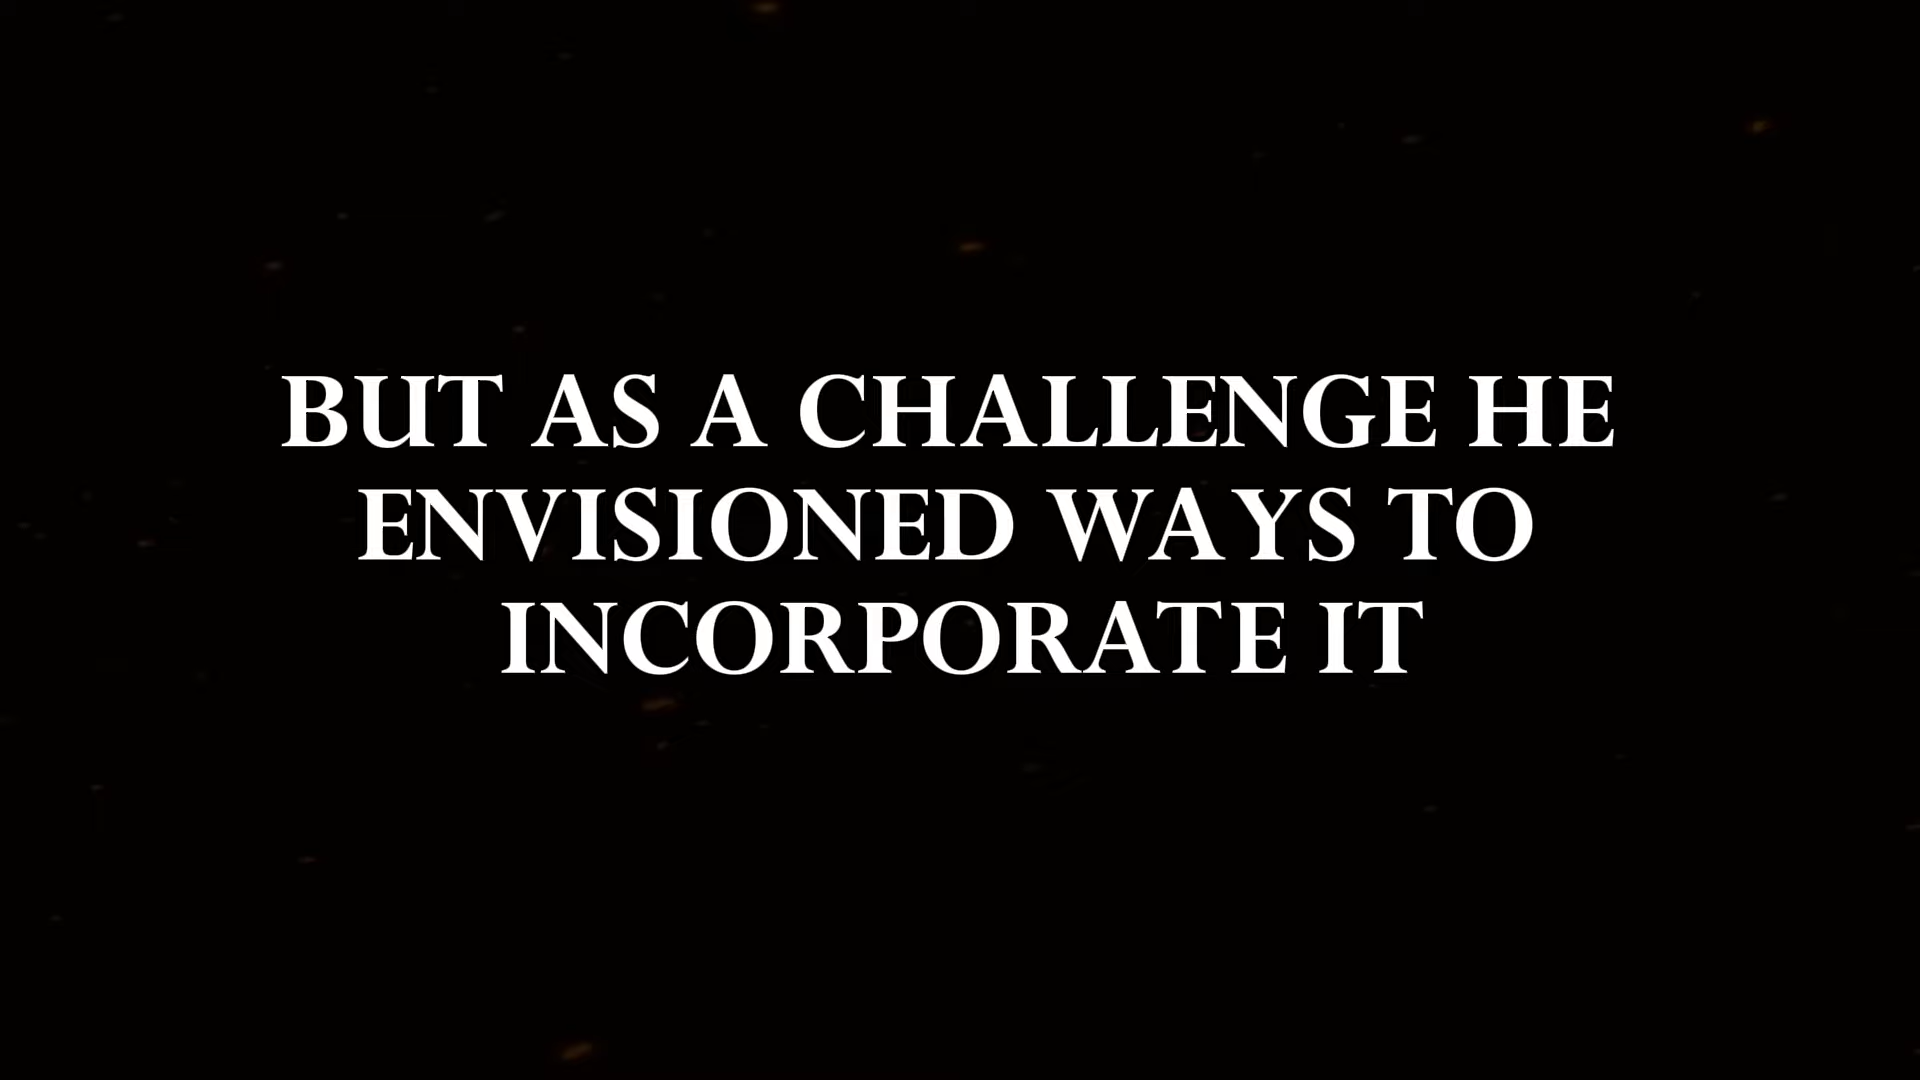 BUT AS A CHALLENGE HE
ENVISIONED WAYS TO
INCORPORATE IT